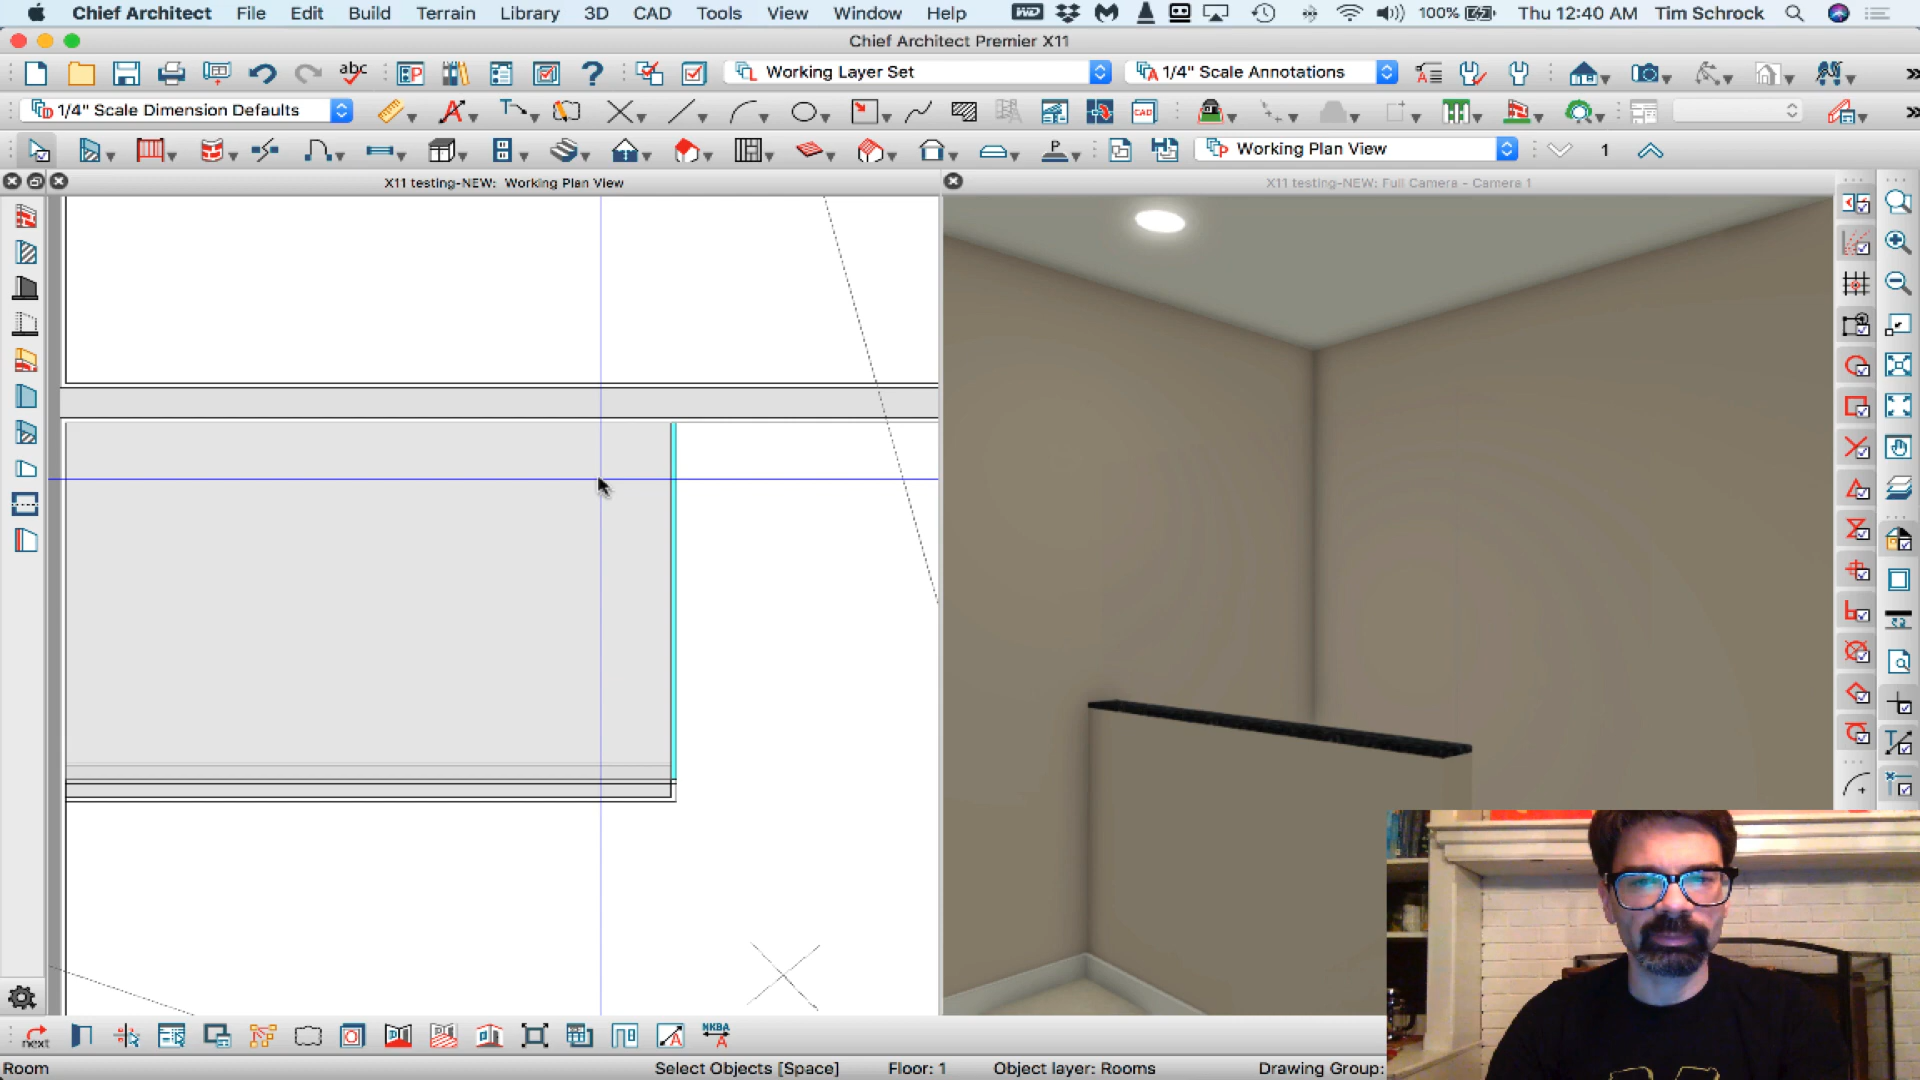 Chief Architect File Edit Build Terrain Library 3D CAD Tools View Window Help WD 100% Thu 12:40 AM Tim Schrock
Chief Architect Premier X11
abc P ? L Working Layer Set A 1/4" Scale Annotations
D 1/4" Scale Dimension Defaults A T CAD
P P Working Plan View 1
X11 testing-NEW: Working Plan View
X11 testing-NEW: Full Camera - Camera 1
next NKBA A
Room Select Objects [Space] Floor: 1 Object layer: Rooms Drawing Group: